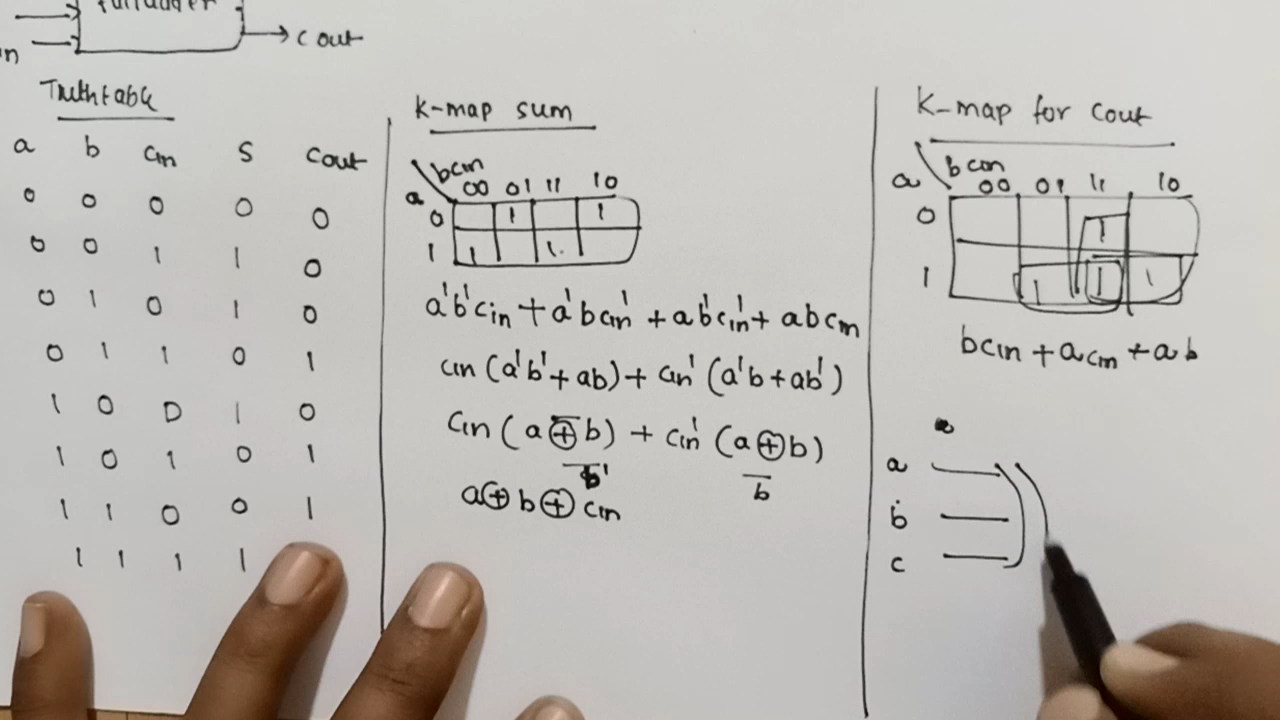 fulladder
in
cout
Truthtable
a b cin s cout
0 0 0 0 0
0 0 1 1 0
0 1 0 1 0
0 1 1 0 1
1 0 0 1 0
1 0 1 0 1
1 1 0 0 1
1 1 1 1
k-map sum
bcin
a 00 01 11 10
0 1 1
1 1 1
a'b'cin + a'bcin' + ab'cin' + abcin
cin (a'b' + ab) + cin' (a'b + ab')
cin (a ⊕̅ b) + cin' (a ⊕ b)
b' b
a ⊕ b ⊕ cin
K-map for cout
bcin
a 00 01 11 10
0 1
1 1 1 1
bcin + acin + ab
a
b
c